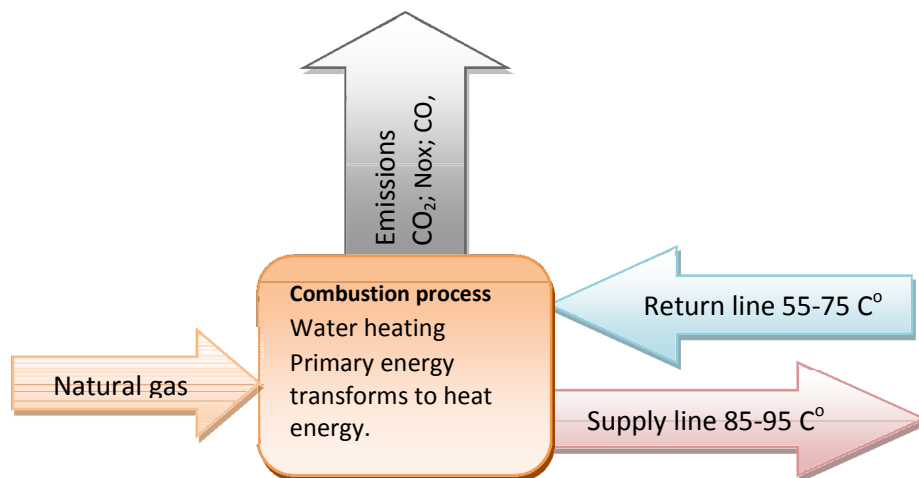 Emissions
CO₂; Nox; CO,
Combustion process
Water heating
Primary energy
transforms to heat
energy.
Natural gas
Return line 55-75 Cᵒ
Supply line 85-95 Cᵒ